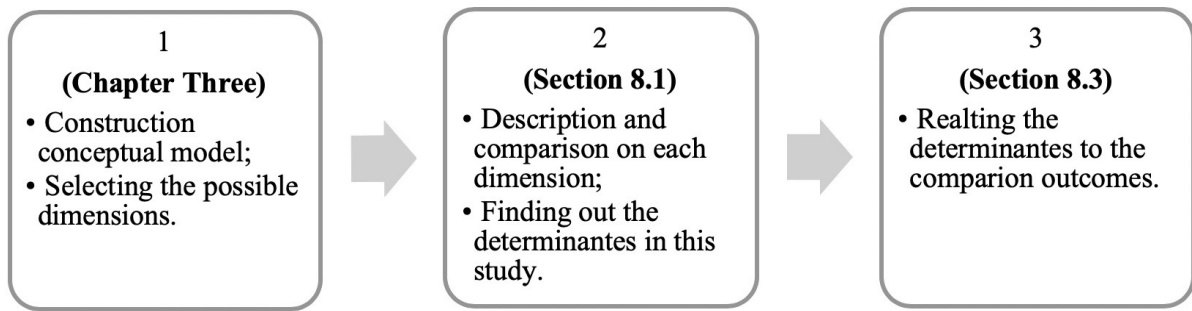 1
(Chapter Three)
• Construction
conceptual model;
• Selecting the possible
dimensions.
2
(Section 8.1)
• Description and
comparison on each
dimension;
• Finding out the
determinantes in this
study.
3
(Section 8.3)
• Realting the
determinantes to the
comparion outcomes.